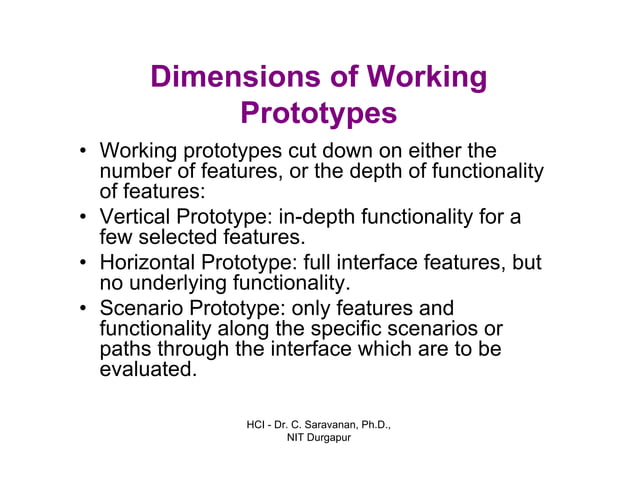 Dimensions of Working
Prototypes
• Working prototypes cut down on either the
number of features, or the depth of functionality
of features:
• Vertical Prototype: in-depth functionality for a
few selected features.
• Horizontal Prototype: full interface features, but
no underlying functionality.
• Scenario Prototype: only features and
functionality along the specific scenarios or
paths through the interface which are to be
evaluated.
HCI - Dr. C. Saravanan, Ph.D.,
NIT Durgapur